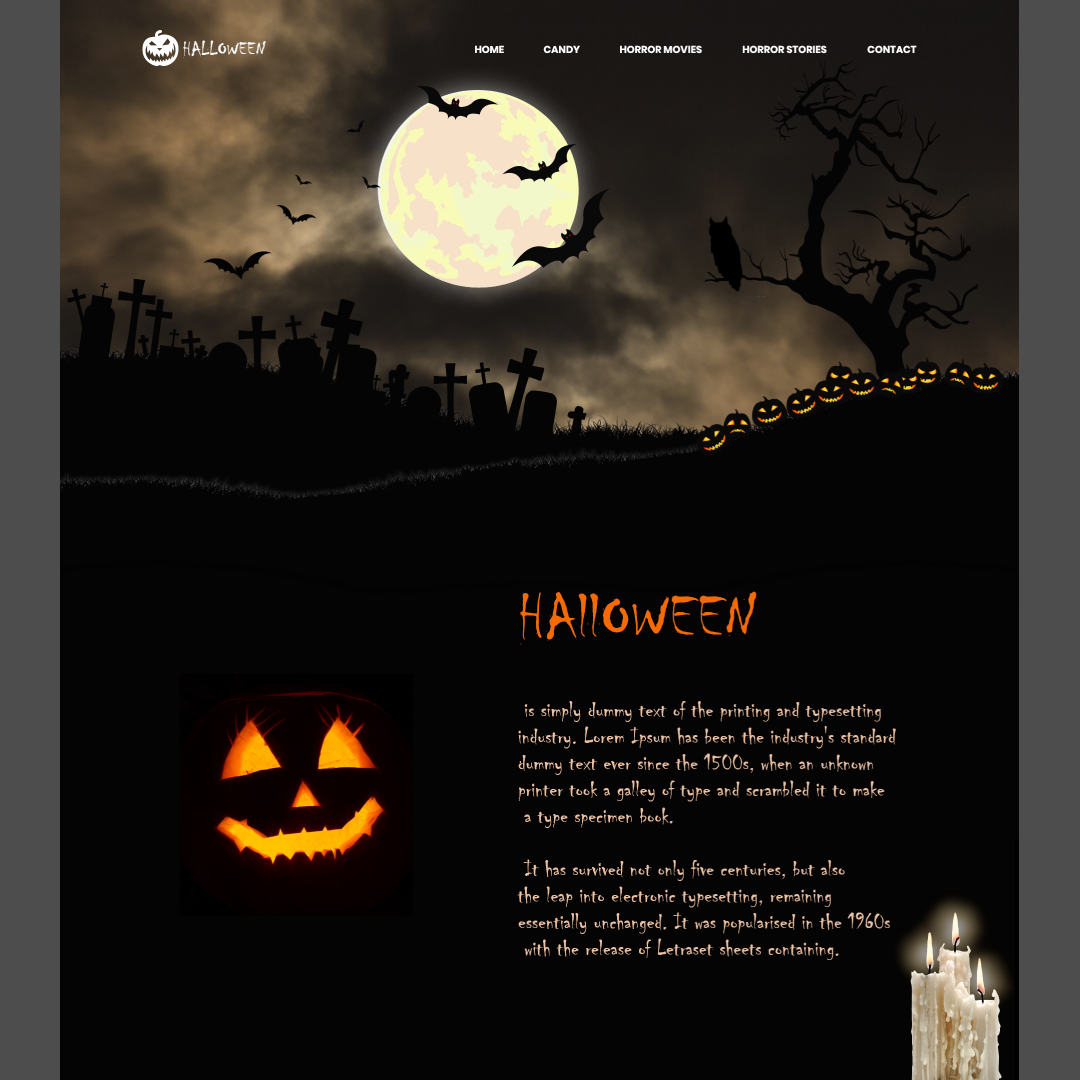 HALLOWEEN
HOME CANDY HORROR MOVIES HORROR STORIES CONTACT
HAllOWEEN
is simply dummy text of the printing and typesetting
industry. Lorem Ipsum has been the industry's standard
dummy text ever since the 1500s, when an unknown
printer took a galley of type and scrambled it to make
a type specimen book.
It has survived not only five centuries, but also
the leap into electronic typesetting, remaining
essentially unchanged. It was popularised in the 1960s
with the release of Letraset sheets containing.